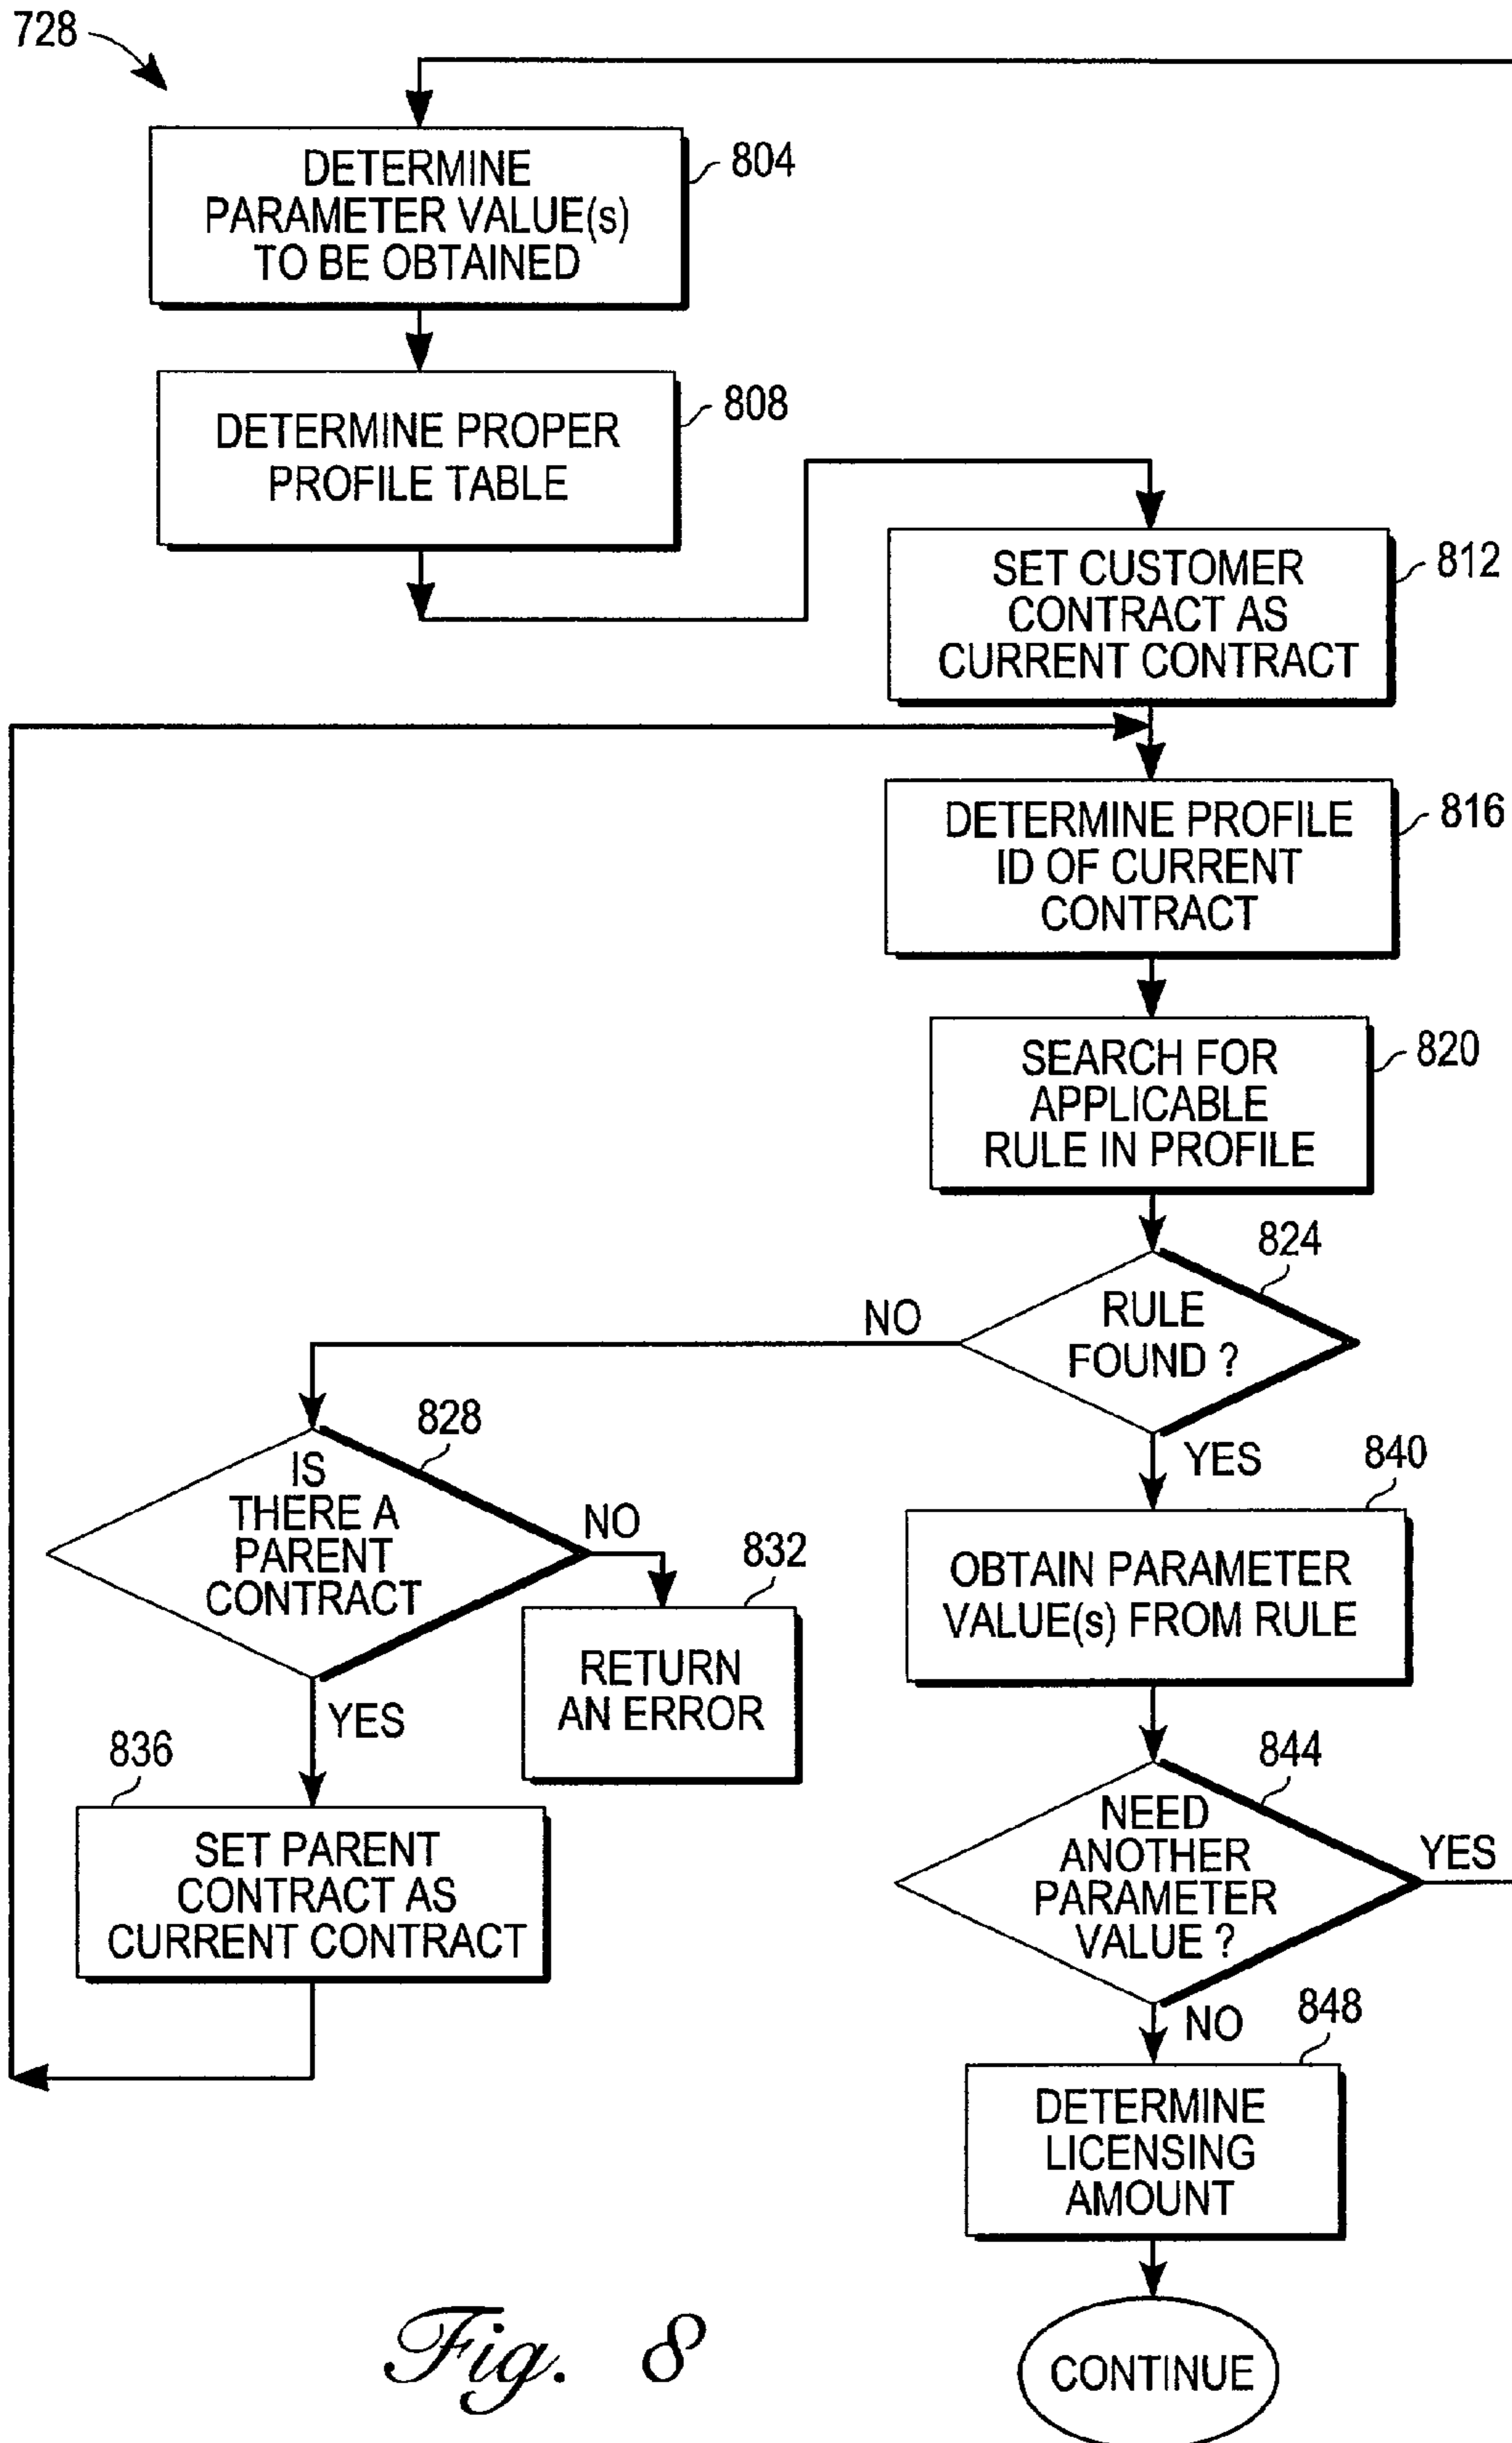 728
DETERMINE
PARAMETER VALUE(s)
TO BE OBTAINED
804
DETERMINE PROPER
PROFILE TABLE
808
SET CUSTOMER
CONTRACT AS
CURRENT CONTRACT
812
DETERMINE PROFILE
ID OF CURRENT
CONTRACT
816
SEARCH FOR
APPLICABLE
RULE IN PROFILE
820
RULE
FOUND ?
824
NO
YES
IS
THERE A
PARENT
CONTRACT
828
NO
RETURN
AN ERROR
832
YES
SET PARENT
CONTRACT AS
CURRENT CONTRACT
836
OBTAIN PARAMETER
VALUE(s) FROM RULE
840
NEED
ANOTHER
PARAMETER
VALUE ?
844
YES
NO
DETERMINE
LICENSING
AMOUNT
848
CONTINUE
Fig. 8